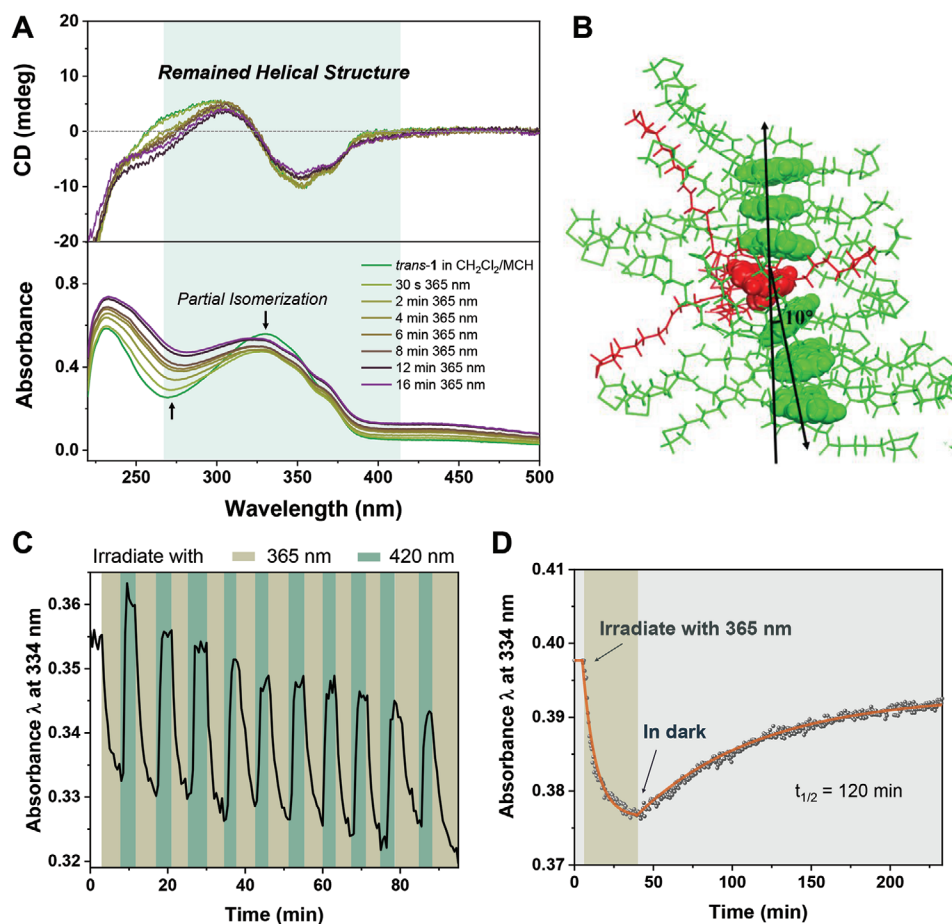 A
CD (mdeg)
20
10
0
-10
-20
Remained Helical Structure
Absorbance
0.8
0.4
0.0
Partial Isomerization
trans-1 in CH₂Cl₂/MCH
30 s 365 nm
2 min 365 nm
4 min 365 nm
6 min 365 nm
8 min 365 nm
12 min 365 nm
16 min 365 nm
250 300 350 400 450 500
Wavelength (nm)
B
10°
C
Irradiate with 365 nm 420 nm
Absorbance λ at 334 nm
0.36
0.35
0.34
0.33
0.32
0 20 40 60 80
Time (min)
D
Absorbance λ at 334 nm
0.41
0.40
0.39
0.38
0.37
Irradiate with 365 nm
In dark
t₁/₂ = 120 min
0 50 100 150 200
Time (min)